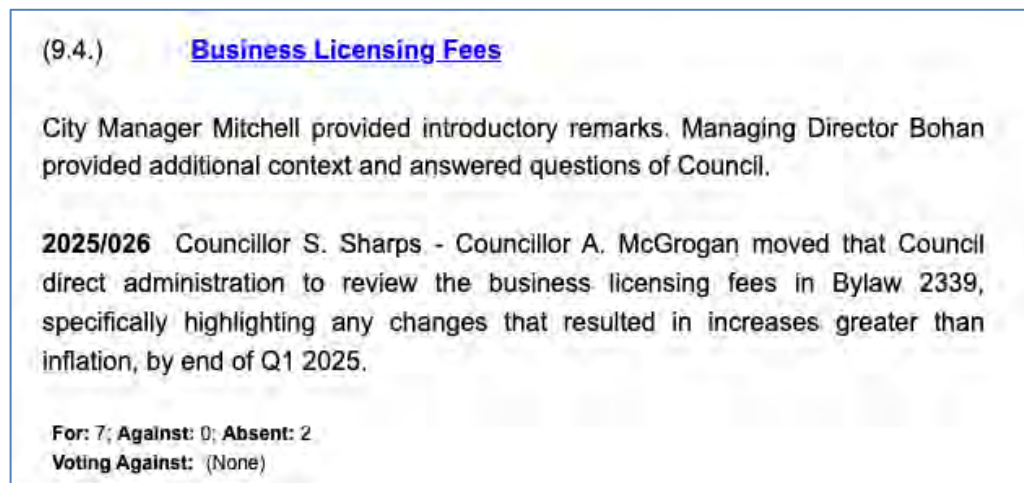 (9.4.) Business Licensing Fees
City Manager Mitchell provided introductory remarks. Managing Director Bohan
provided additional context and answered questions of Council.
2025/026 Councillor S. Sharps - Councillor A. McGrogan moved that Council
direct administration to review the business licensing fees in Bylaw 2339,
specifically highlighting any changes that resulted in increases greater than
inflation, by end of Q1 2025.
For: 7; Against: 0; Absent: 2
Voting Against: (None)